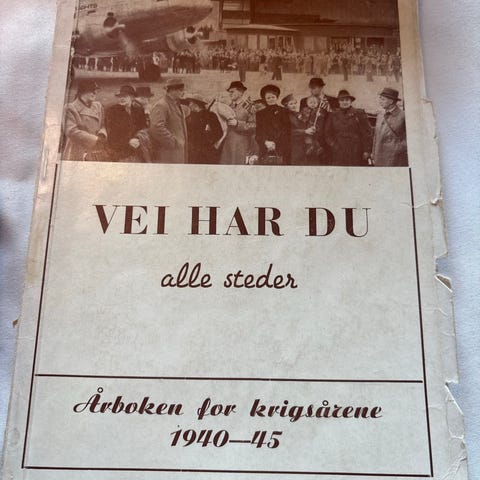 VEI HAR DU
alle steder
Årboken for krigsårene
1940—45